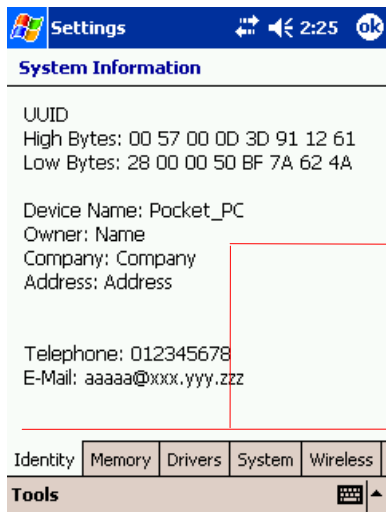 Settings 2:25 ok
System Information
UUID
High Bytes: 00 57 00 0D 3D 91 12 61
Low Bytes: 28 00 00 50 BF 7A 62 4A
Device Name: Pocket_PC
Owner: Name
Company: Company
Address: Address
Telephone: 012345678
E-Mail: aaaaa@xxx.yyy.zzz
Identity Memory Drivers System Wireless
Tools